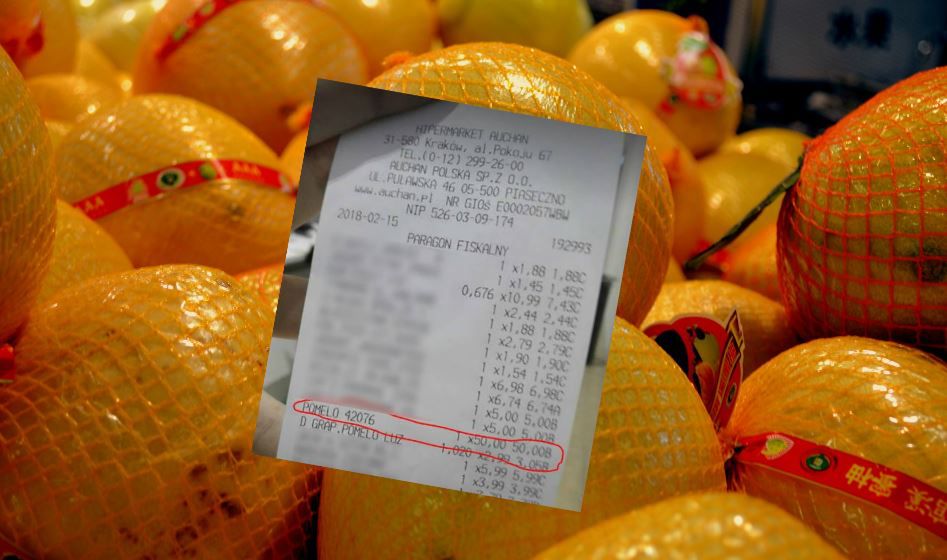 水果
HIPERMARKET AUCHAN
31-580 Kraków, al.Pokoju 67
TEL.(0-12) 299-26-00
AUCHAN POLSKA SP.Z O.O.
UL.PUŁAWSKA 46 05-500 PIASECZNO
www.auchan.pl NR GIOŚ E0002057WBW
NIP 526-03-09-174
2018-02-15 192993
PARAGON FISKALNY
1 x1,88 1,88C
1 x1,45 1,45C
0,676 x10,99 7,43C
1 x2,44 2,44C
1 x1,88 1,88C
1 x2,79 2,79C
1 x1,90 1,90C
1 x1,54 1,54C
1 x6,98 6,98C
1 x6,74 6,74A
1 x5,00 5,00B
1 x5,00 5,00B
POMELO 42076 1 x50,00 50,00B
D GRAP.POMELO LUZ 1,020 x2,99 3,05B
1 x5,99 5,99C
1 x3,99 3,99C
AAA
蜜柚